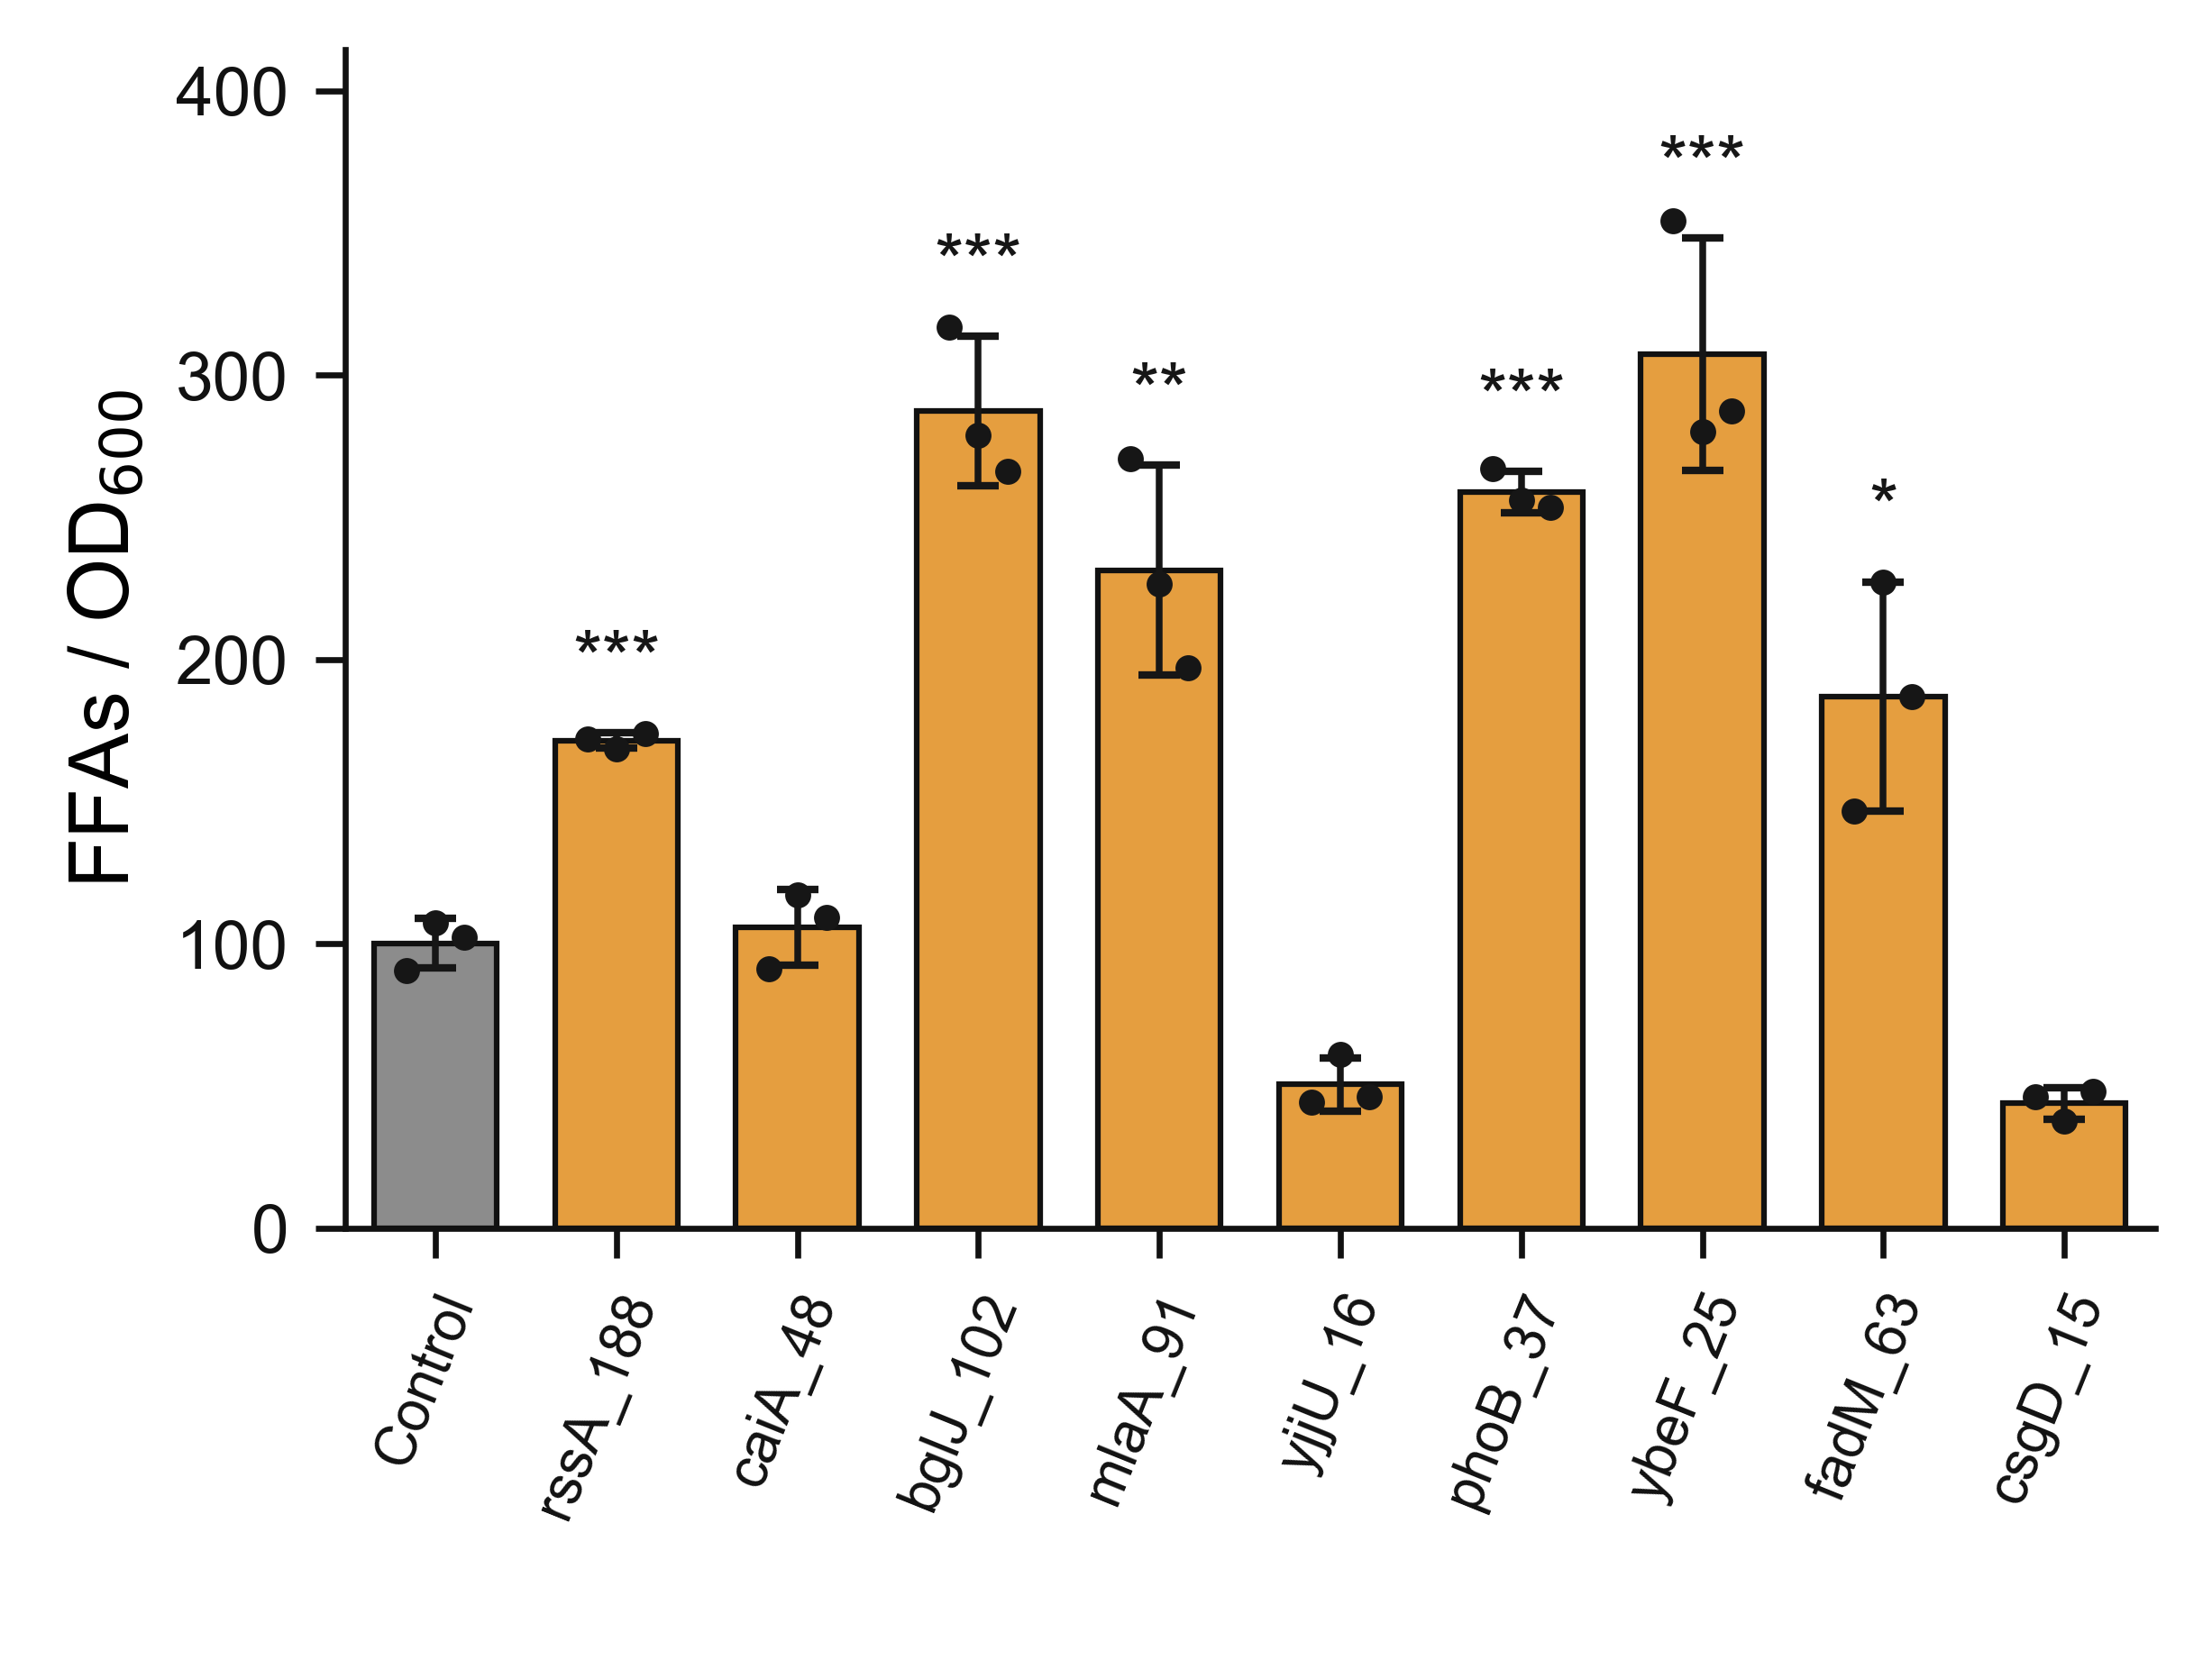 400
300
200
100
0
FFAs / OD600
***
***
**
***
***
*
Control
rssA_188
caiA_48
bglJ_102
mlaA_91
yjjU_16
phoB_37
ybeF_25
fadM_63
csgD_15